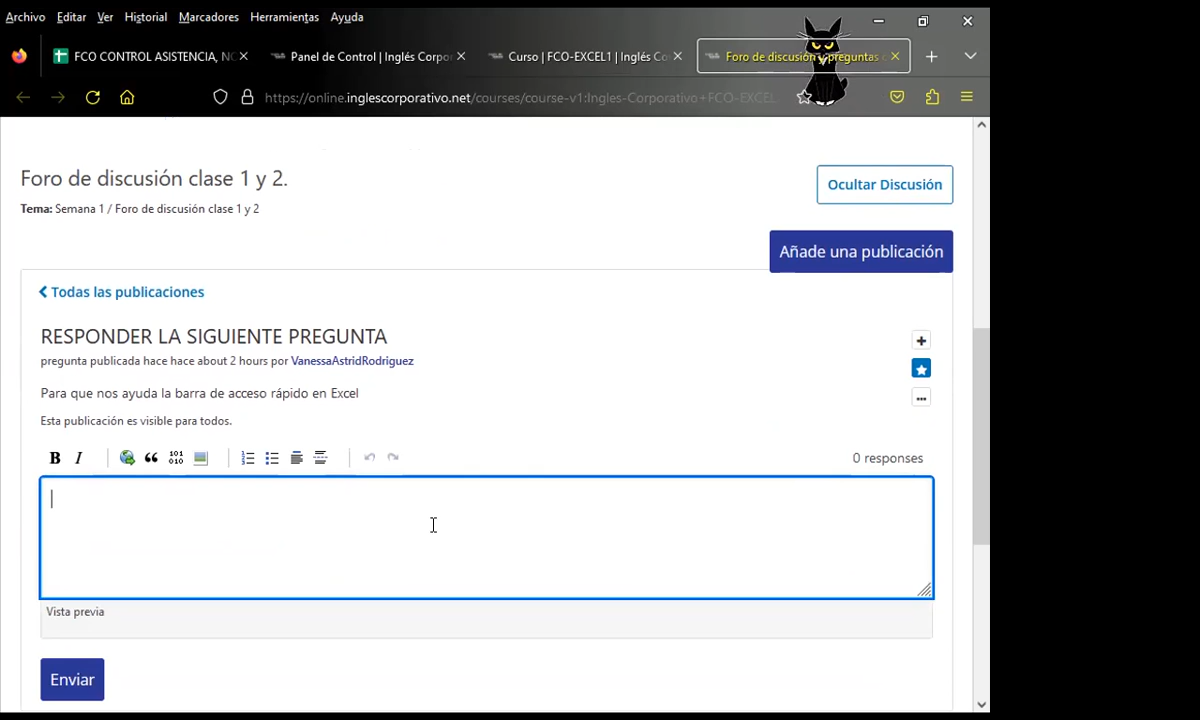 Archivo Editar Ver Historial Marcadores Herramientas Ayuda
FCO CONTROL ASISTENCIA, NO Panel de Control | Inglés Corpor Curso | FCO-EXCEL1 | Inglés Co Foro de discusión y preguntas
https://online.inglescorporativo.net/courses/course-v1:Ingles-Corporativo+FCO-EXCEL
Foro de discusión clase 1 y 2.
Ocultar Discusión
Tema: Semana 1 / Foro de discusión clase 1 y 2
Añade una publicación
Todas las publicaciones
RESPONDER LA SIGUIENTE PREGUNTA
pregunta publicada hace hace about 2 hours por VanessaAstridRodriguez
Para que nos ayuda la barra de acceso rápido en Excel
Esta publicación es visible para todos.
B I 101 010
0 responses
Vista previa
Enviar